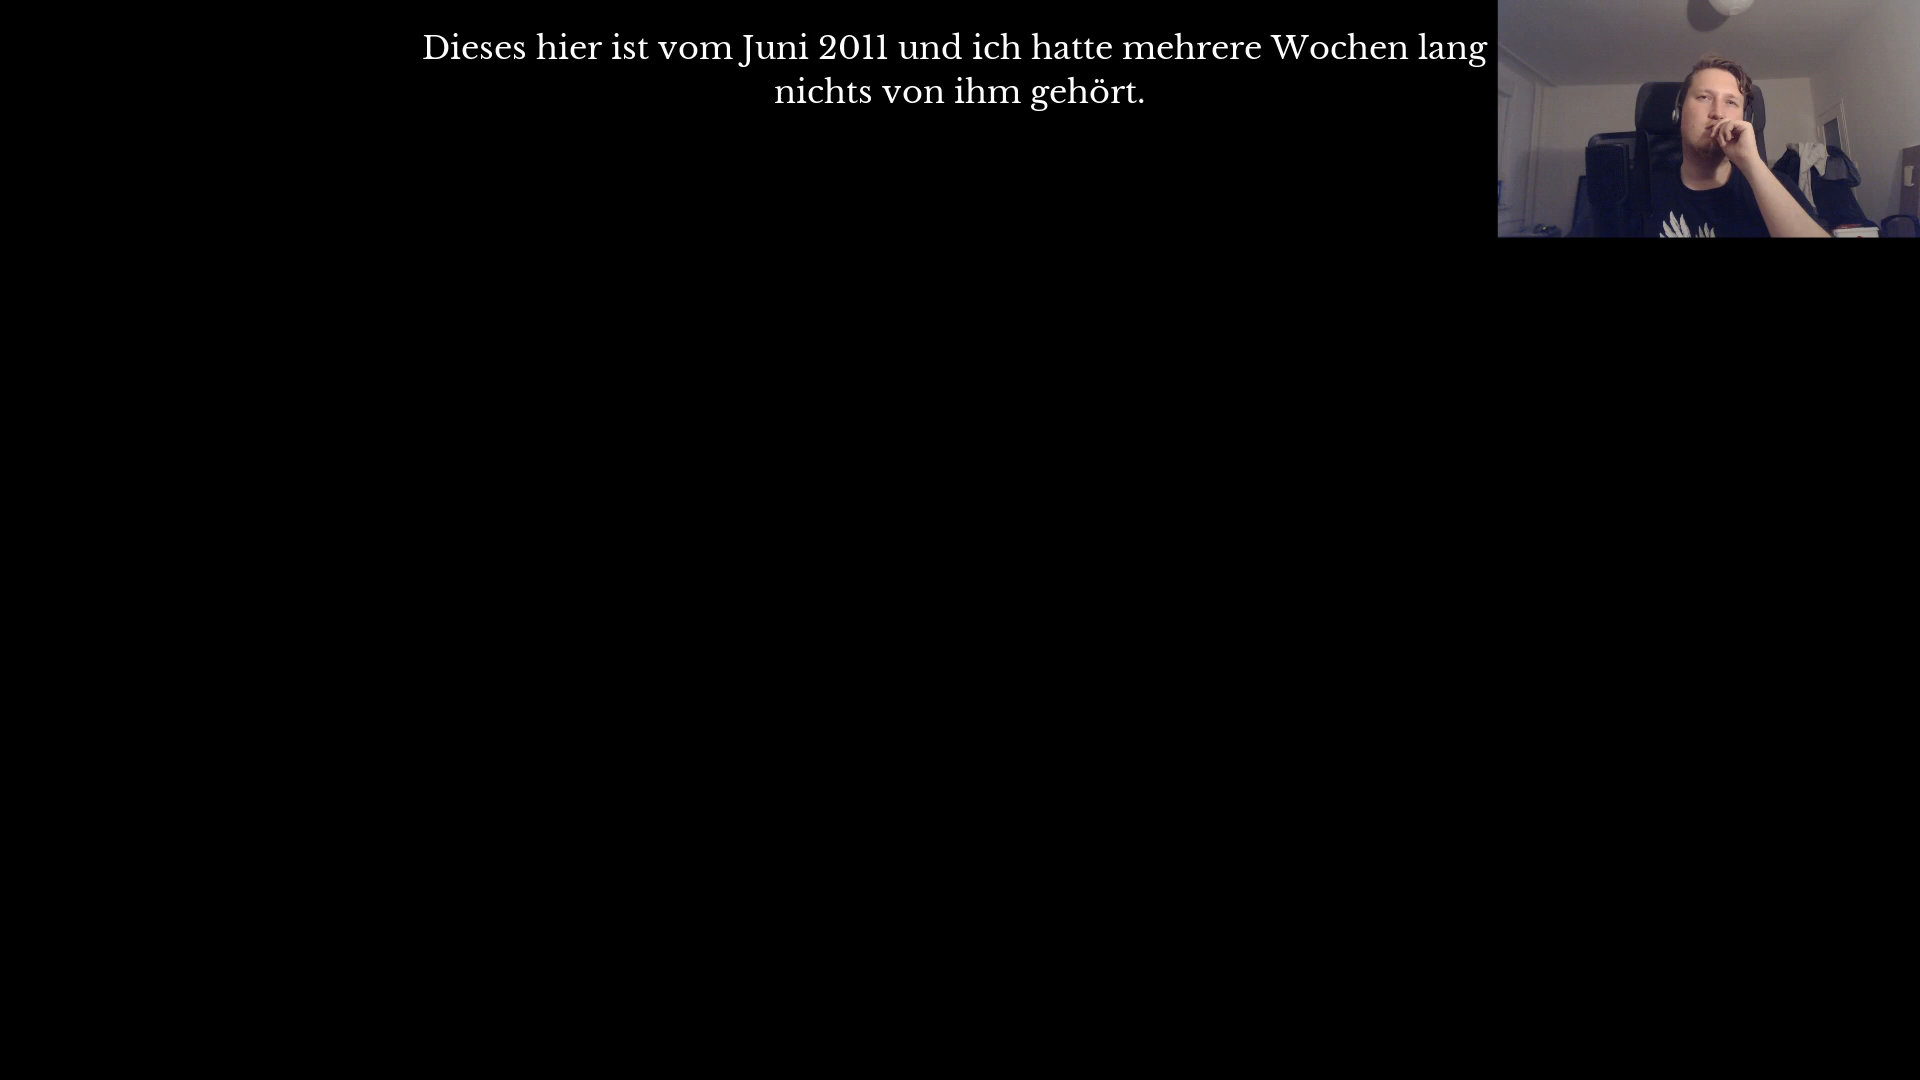 Dieses hier ist vom Juni 2011 und ich hatte mehrere Wochen lang
nichts von ihm gehört.